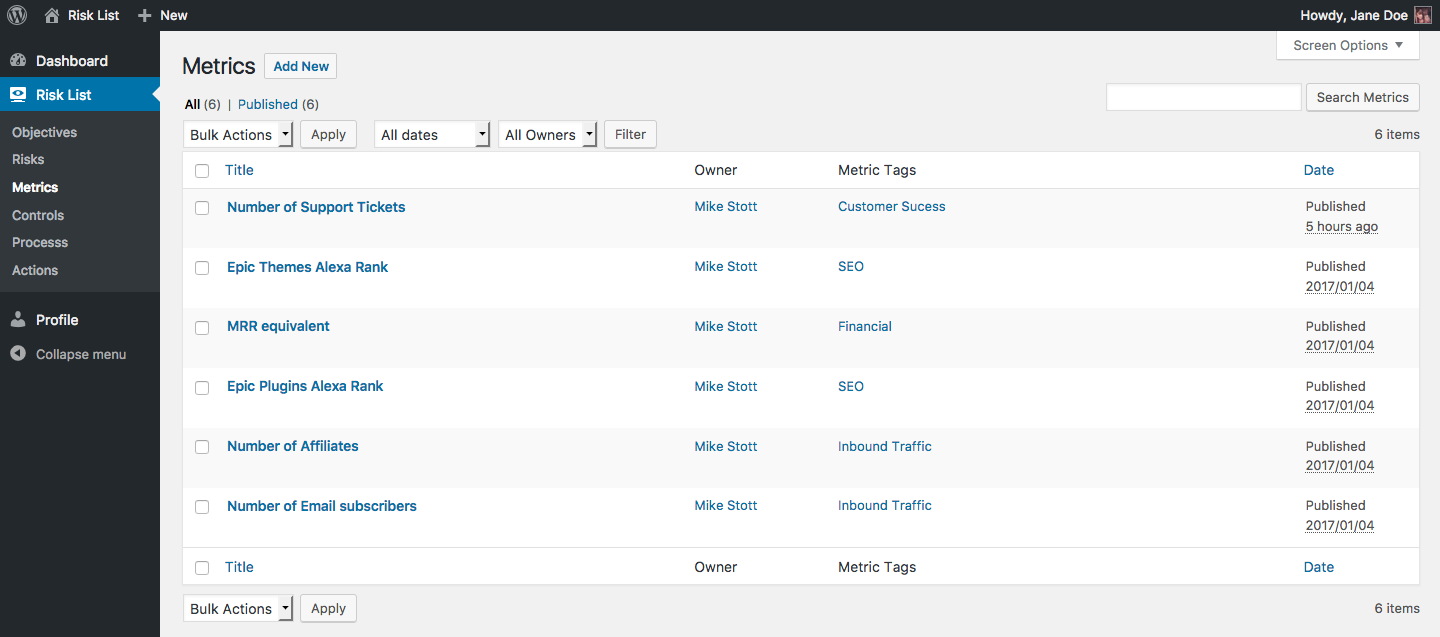 Risk List New Howdy, Jane Doe
Screen Options
Dashboard
Risk List
Objectives
Risks
Metrics
Controls
Processs
Actions
Profile
Collapse menu
Metrics Add New
All (6) | Published (6)
Search Metrics
Bulk Actions Apply All dates All Owners Filter 6 items
Title Owner Metric Tags Date
Number of Support Tickets Mike Stott Customer Sucess Published
5 hours ago
Epic Themes Alexa Rank Mike Stott SEO Published
2017/01/04
MRR equivalent Mike Stott Financial Published
2017/01/04
Epic Plugins Alexa Rank Mike Stott SEO Published
2017/01/04
Number of Affiliates Mike Stott Inbound Traffic Published
2017/01/04
Number of Email subscribers Mike Stott Inbound Traffic Published
2017/01/04
Title Owner Metric Tags Date
Bulk Actions Apply 6 items